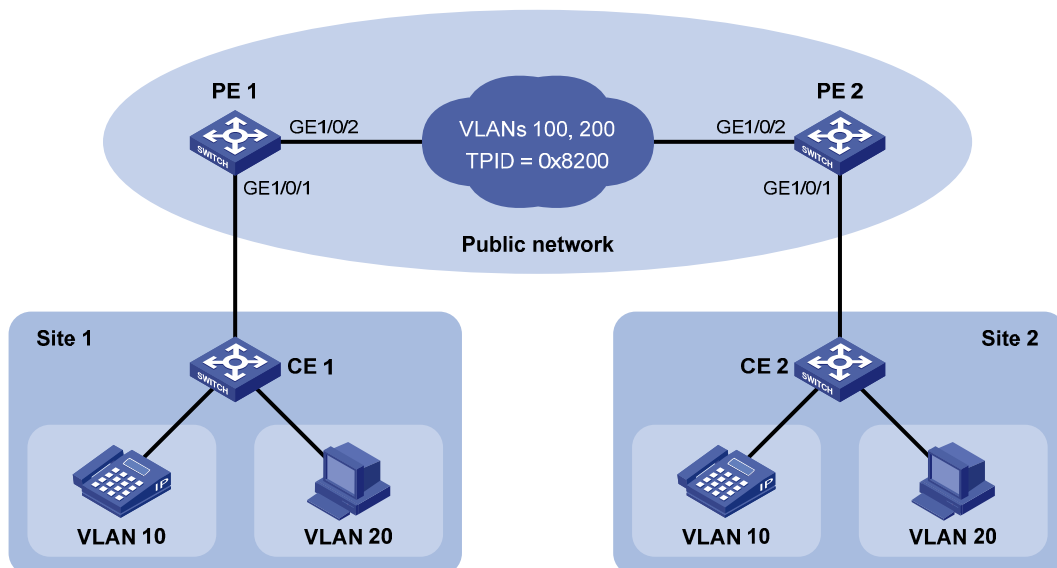 PE 1
PE 2
GE1/0/2
VLANs 100, 200
TPID = 0x8200
GE1/0/2
SWITCH
SWITCH
GE1/0/1
GE1/0/1
Public network
Site 1
Site 2
CE 1
CE 2
SWITCH
SWITCH
IP
IP
VLAN 10
VLAN 20
VLAN 10
VLAN 20